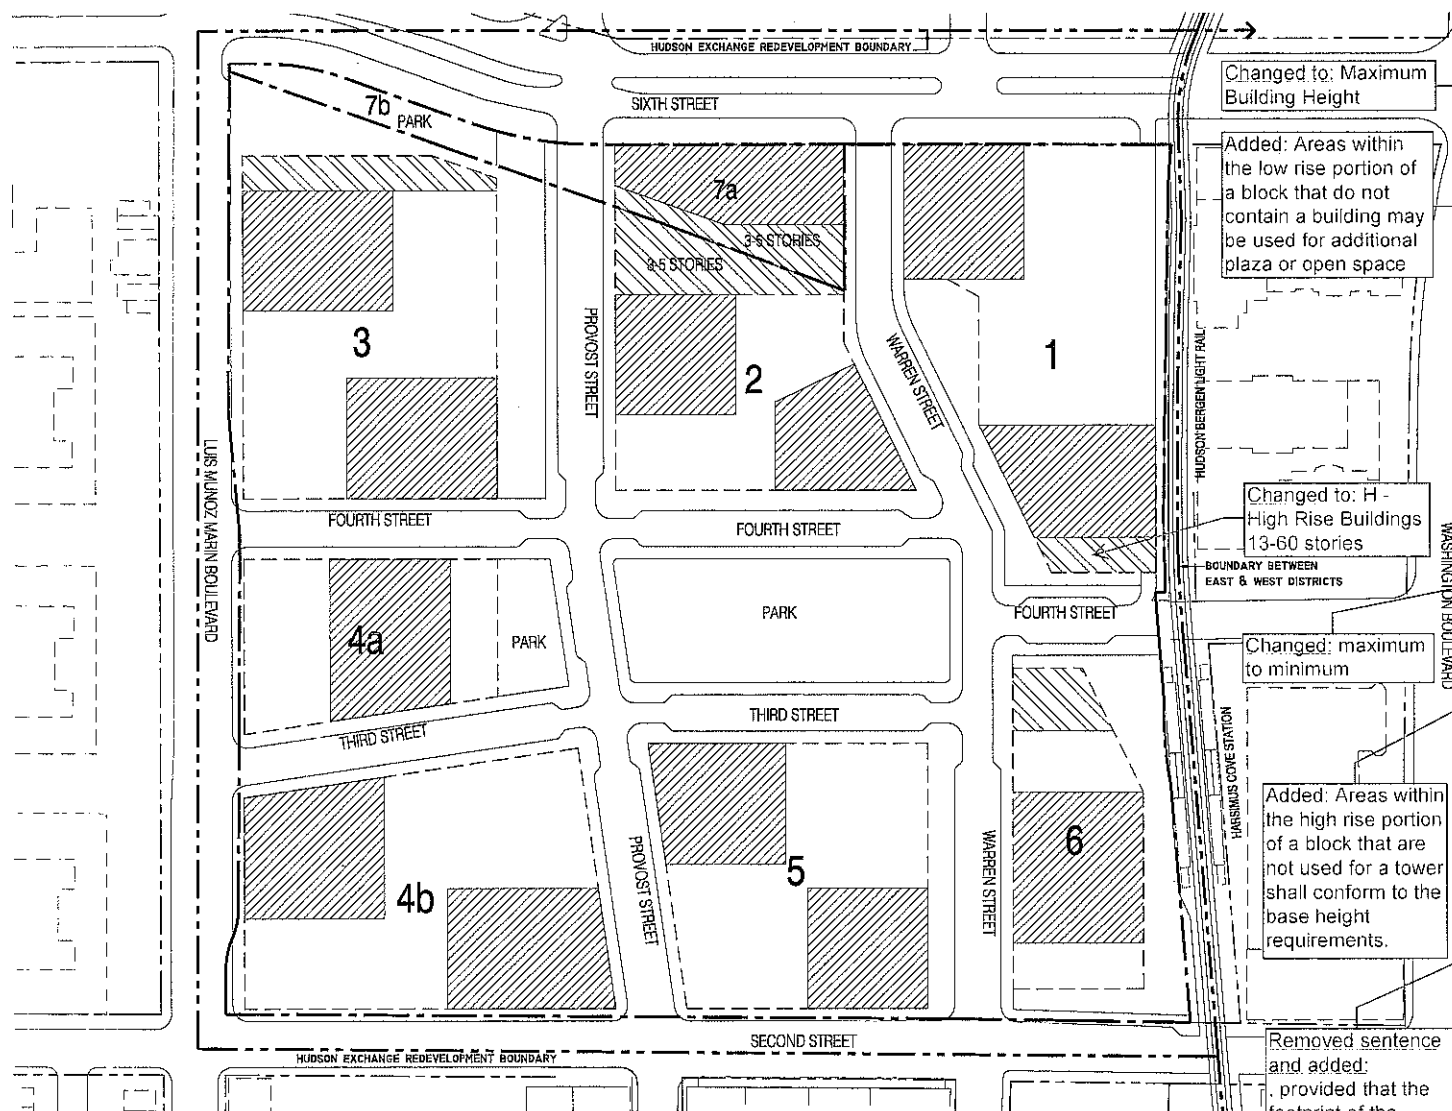 HUDSON EXCHANGE REDEVELOPMENT BOUNDARY
SIXTH STREET
Changed to: Maximum
Building Height
7b
PARK
Added: Areas within
the low rise portion of
a block that do not
contain a building may
be used for additional
plaza or open space
7a
3-5 STORIES
3-5 STORIES
3
PROVOST STREET
2
WARREN STREET
1
HUDSON BERGEN LIGHT RAIL
LUIS MUNOZ MARIN BOULEVARD
FOURTH STREET
FOURTH STREET
Changed to: H -
High Rise Buildings
13-60 stories
BOUNDARY BETWEEN
EAST & WEST DISTRICTS
WASHINGTON BOULEVARD
FOURTH STREET
4a
PARK
PARK
Changed: maximum
to minimum
THIRD STREET
THIRD STREET
HARSIMUS COVE STATION
Added: Areas within
the high rise portion
of a block that are
not used for a tower
shall conform to the
base height
requirements.
4b
PROVOST STREET
5
WARREN STREET
6
SECOND STREET
HUDSON EXCHANGE REDEVELOPMENT BOUNDARY
Removed sentence
and added:
, provided that the
footprint of the